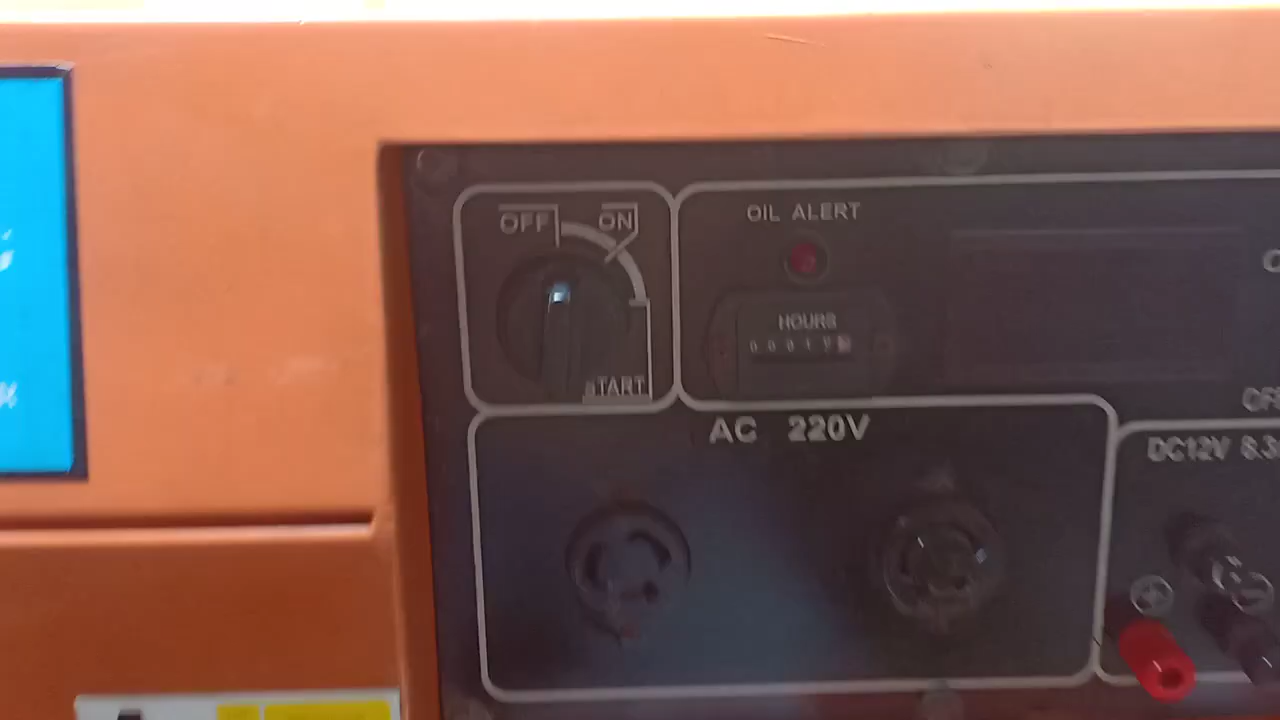 OFF ON
START
OIL ALERT
HOURS
AC 220V
DC12V 8.3